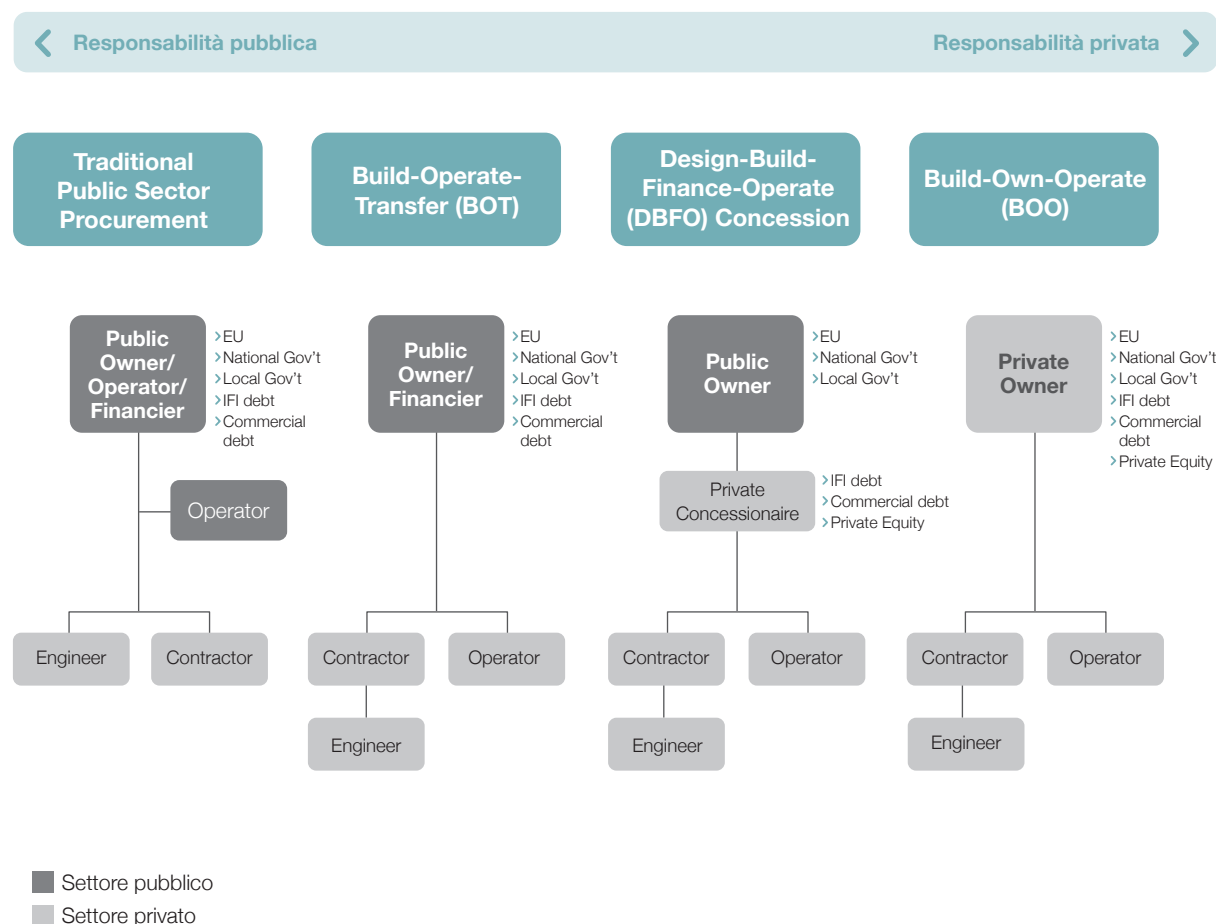 Responsabilità pubblica
Responsabilità privata
Traditional
Public Sector
Procurement
Build-Operate-
Transfer (BOT)
Design-Build-
Finance-Operate
(DBFO) Concession
Build-Own-Operate
(BOO)
Public
Owner/
Operator/
Financier
>EU
>National Gov't
>Local Gov't
>IFI debt
>Commercial
debt
Operator
Engineer
Contractor
Public
Owner/
Financier
>EU
>National Gov't
>Local Gov't
>IFI debt
>Commercial
debt
Contractor
Operator
Engineer
Public
Owner
>EU
>National Gov't
>Local Gov't
Private
Concessionaire
>IFI debt
>Commercial debt
>Private Equity
Contractor
Operator
Engineer
Private
Owner
>EU
>National Gov't
>Local Gov't
>IFI debt
>Commercial
debt
>Private Equity
Contractor
Operator
Engineer
Settore pubblico
Settore privato